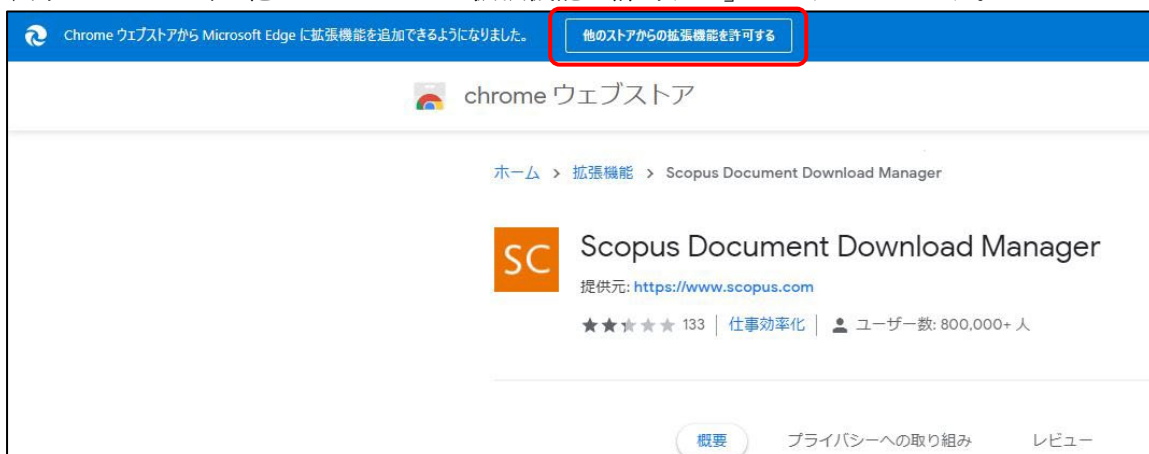 Chrome ウェブストアから Microsoft Edge に拡張機能を追加できるようになりました。 他のストアからの拡張機能を許可する
chrome ウェブストア
ホーム > 拡張機能 > Scopus Document Download Manager
SC Scopus Document Download Manager
提供元: https://www.scopus.com
★★★★★ 133 | 仕事効率化 | ユーザー数: 800,000+ 人
概要 プライバシーへの取り組み レビュー